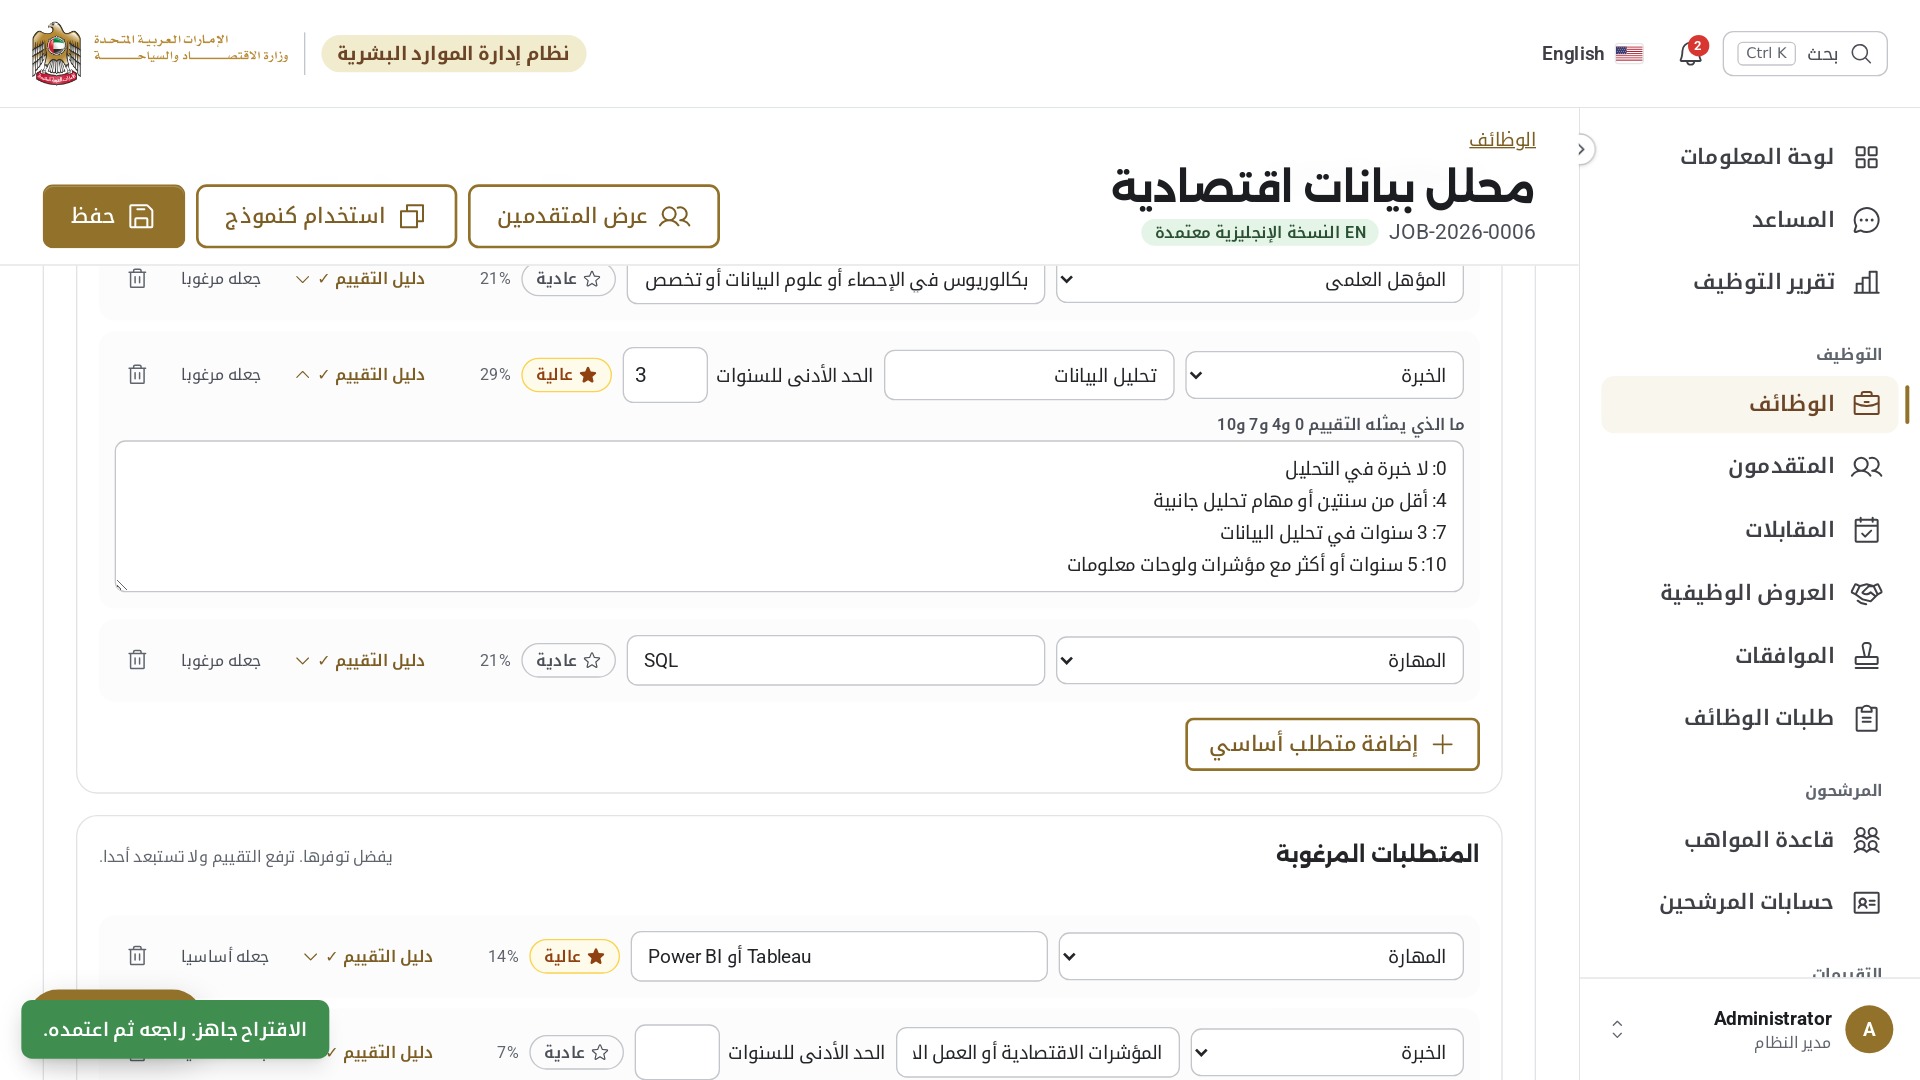 الإمارات العربية المتحدة
وزارة الاقتصاد والسياحة
نظام إدارة الموارد البشرية
English
2
بحث
Ctrl K
لوحة المعلومات
المساعد
تقرير التوظيف
التوظيف
الوظائف
المتقدمون
المقابلات
العروض الوظيفية
الموافقات
طلبات الوظائف
المرشحون
قاعدة المواهب
حسابات المرشحين
التقييمات
A
Administrator
مدير النظام
الوظائف
محلل بيانات اقتصادية
JOB-2026-0006
EN النسخة الإنجليزية معتمدة
عرض المتقدمين
استخدام كنموذج
حفظ
المؤهل العلمي
بكالوريوس في الإحصاء أو علوم البيانات أو تخصص
عادية
21%
دليل التقييم ✓
جعله مرغوبا
الخبرة
تحليل البيانات
الحد الأدنى للسنوات
3
عالية
29%
دليل التقييم ✓
جعله مرغوبا
ما الذي يمثله التقييم 0 و4 و7 و10
0: لا خبرة في التحليل
4: أقل من سنتين أو مهام تحليل جانبية
7: 3 سنوات في تحليل البيانات
10: 5 سنوات أو أكثر مع مؤشرات ولوحات معلومات
المهارة
SQL
عادية
21%
دليل التقييم ✓
جعله مرغوبا
إضافة متطلب أساسي
المتطلبات المرغوبة
يفضل توفرها. ترفع التقييم ولا تستبعد أحدا.
المهارة
Power BI أو Tableau
عالية
14%
دليل التقييم ✓
جعله أساسيا
الخبرة
المؤشرات الاقتصادية أو العمل الا
الحد الأدنى للسنوات
عادية
7%
دليل التقييم ✓
الاقتراح جاهز. راجعه ثم اعتمده.